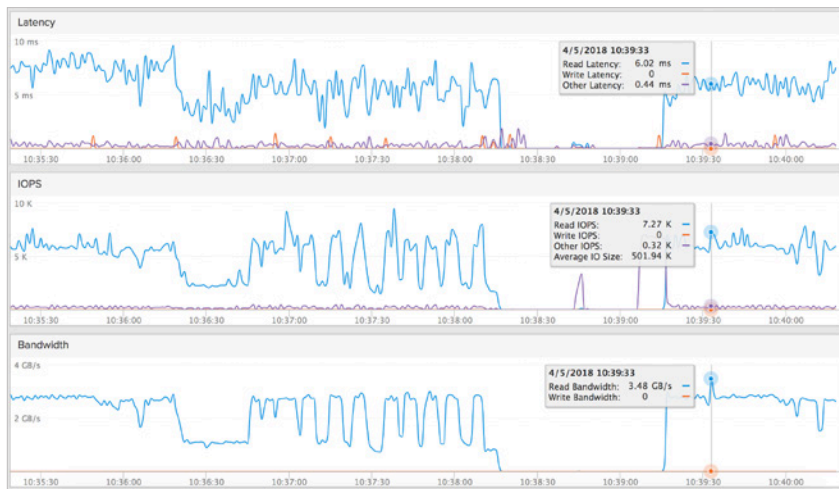 Latency
10 ms
5 ms
4/5/2018 10:39:33
Read Latency: 6.02 ms
Write Latency: 0
Other Latency: 0.44 ms
10:35:30 10:36:00 10:36:30 10:37:00 10:37:30 10:38:00 10:38:30 10:39:00 10:39:30 10:40:00
IOPS
10 K
5 K
4/5/2018 10:39:33
Read IOPS: 7.27 K
Write IOPS: 0
Other IOPS: 0.32 K
Average IO Size: 501.94 K
10:35:30 10:36:00 10:36:30 10:37:00 10:37:30 10:38:00 10:38:30 10:39:00 10:39:30 10:40:00
Bandwidth
4 GB/s
2 GB/s
4/5/2018 10:39:33
Read Bandwidth: 3.48 GB/s
Write Bandwidth: 0
10:35:30 10:36:00 10:36:30 10:37:00 10:37:30 10:38:00 10:38:30 10:39:00 10:39:30 10:40:00